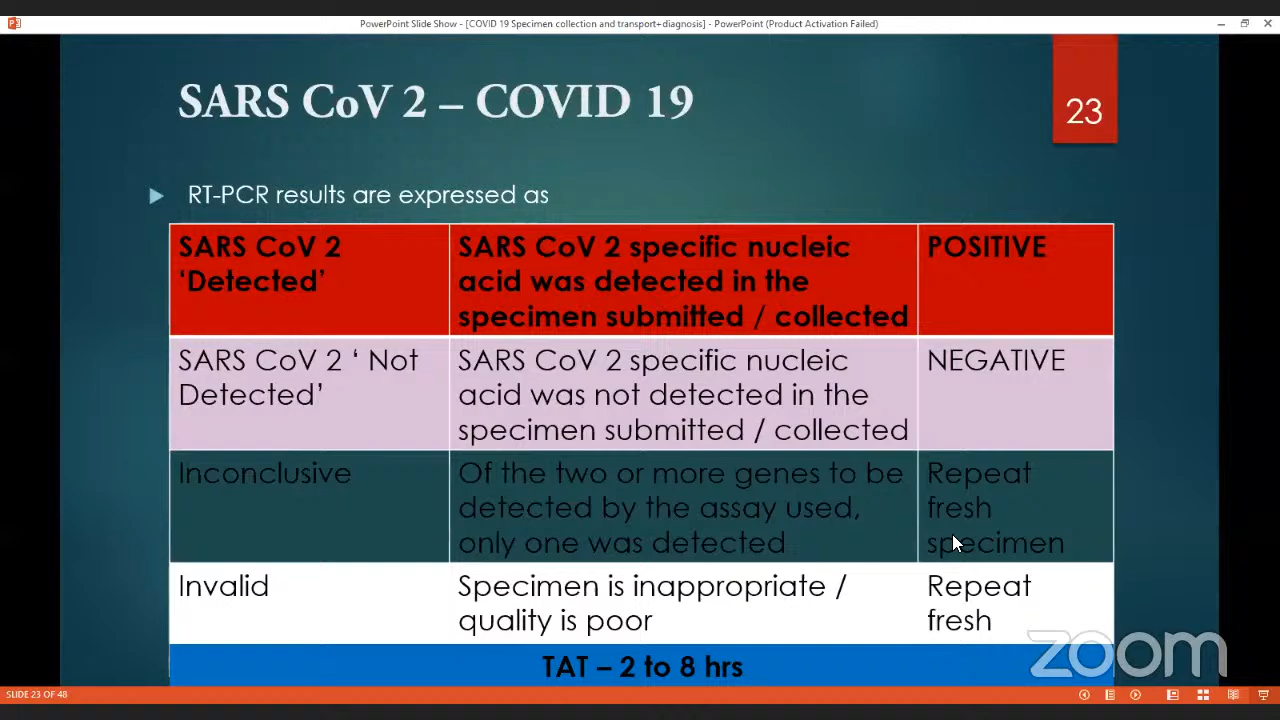 PowerPoint Slide Show - [COVID 19 Specimen collection and transport+diagnosis] - PowerPoint (Product Activation Failed)
SARS CoV 2 – COVID 19
23
RT-PCR results are expressed as
SARS CoV 2
‘Detected’
SARS CoV 2 specific nucleic
acid was detected in the
specimen submitted / collected
POSITIVE
SARS CoV 2 ‘ Not
Detected’
SARS CoV 2 specific nucleic
acid was not detected in the
specimen submitted / collected
NEGATIVE
Inconclusive
Of the two or more genes to be
detected by the assay used,
only one was detected
Repeat
fresh
specimen
Invalid
Specimen is inappropriate /
quality is poor
Repeat
fresh
TAT – 2 to 8 hrs
zoom
SLIDE 23 OF 48